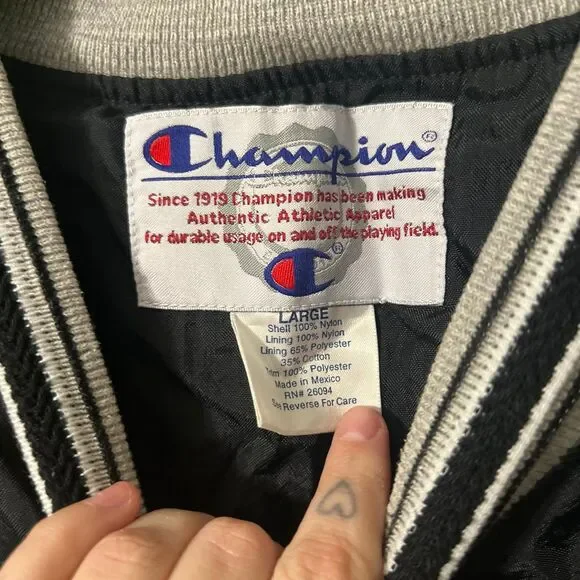 Champion®
Since 1919 Champion has been making
Authentic Athletic Apparel
for durable usage on and off the playing field.
®
LARGE
Shell 100% Nylon
Lining 100% Nylon
Lining 65% Polyester
35% Cotton
Trim 100% Polyester
Made in Mexico
RN# 26094
See Reverse For Care